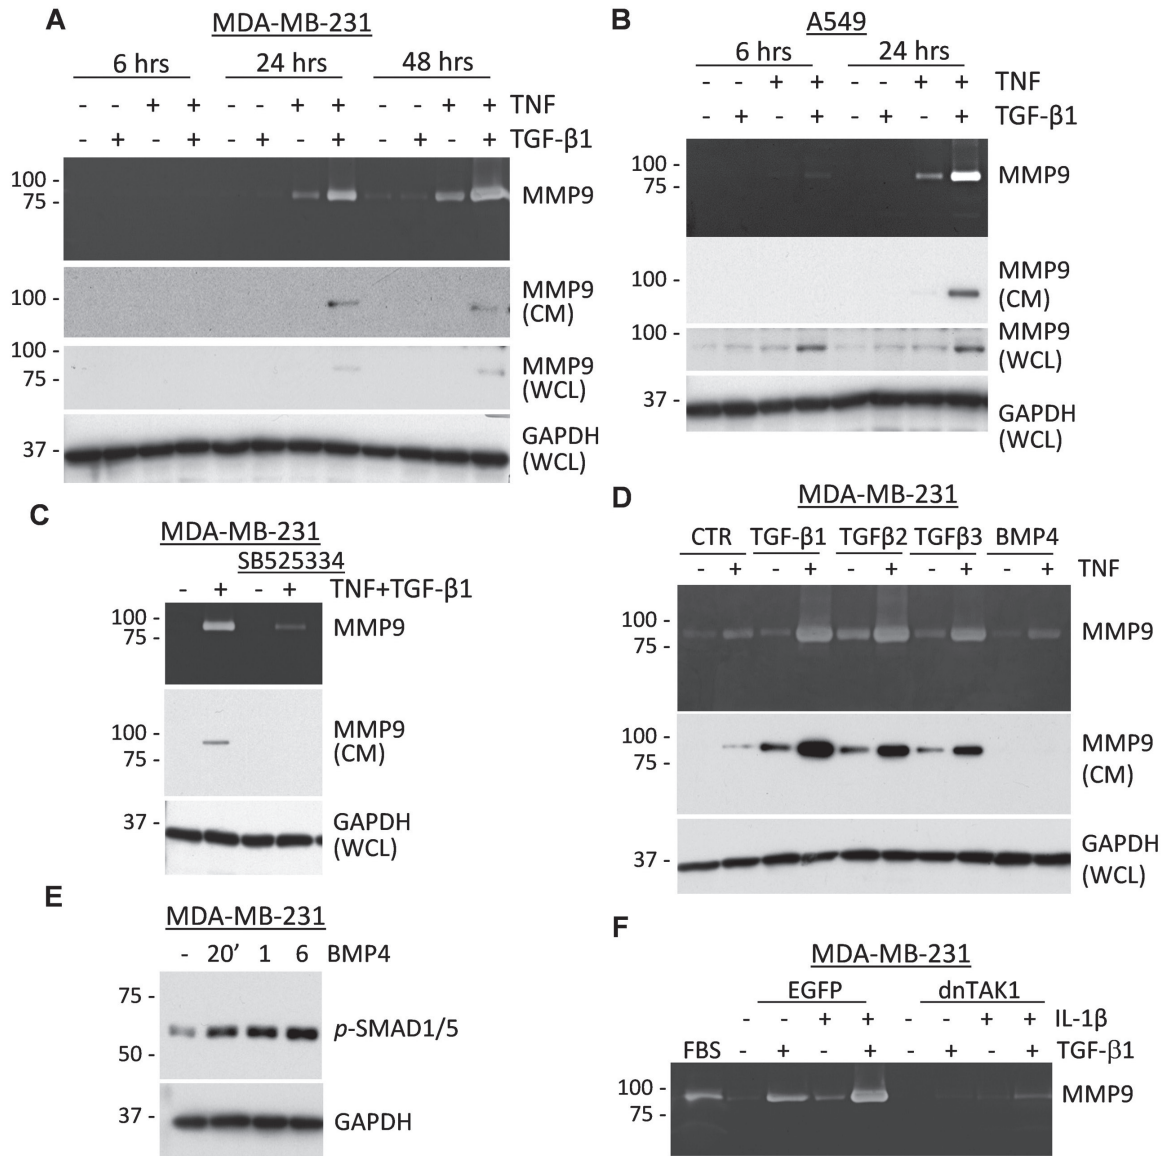 A
MDA-MB-231
6 hrs 24 hrs 48 hrs
- - + + - - + + - - + + TNF
- + - + - + - + - + - + TGF-β1
100 -
75 -
MMP9
100 -
MMP9
(CM)
100 -
75 -
MMP9
(WCL)
37 -
GAPDH
(WCL)
B
A549
6 hrs 24 hrs
- - + + - - + + TNF
- + - + - + - + TGF-β1
100 -
75 -
MMP9
100 -
MMP9
(CM)
100 -
MMP9
(WCL)
37 -
GAPDH
(WCL)
C
MDA-MB-231
SB525334
- + - + TNF+TGF-β1
100 -
75 -
MMP9
100 -
75 -
MMP9
(CM)
37 -
GAPDH
(WCL)
D
MDA-MB-231
CTR TGF-β1 TGFβ2 TGFβ3 BMP4
- + - + - + - + - + TNF
100 -
75 -
MMP9
100 -
75 -
MMP9
(CM)
37 -
GAPDH
(WCL)
E
MDA-MB-231
- 20’ 1 6 BMP4
75 -
50 -
p-SMAD1/5
37 -
GAPDH
F
MDA-MB-231
EGFP dnTAK1
- - - + + - - + + IL-1β
FBS - + - + - + - + TGF-β1
100 -
75 -
MMP9